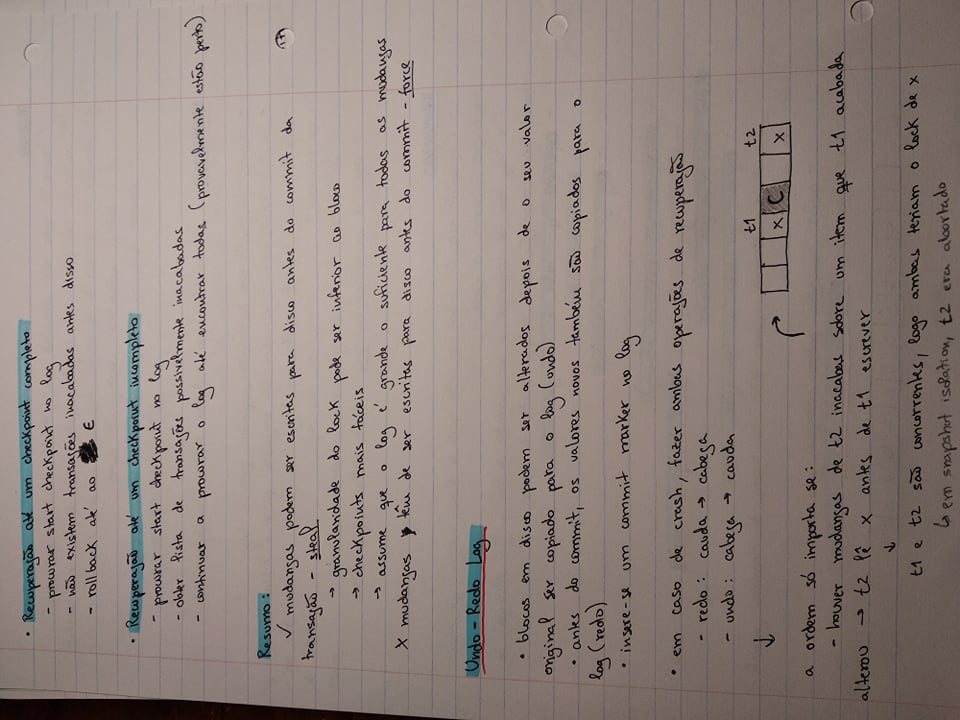 • Recuperação até um checkpoint completo
- procurar start checkpoint no log
- não existem transações inacabadas antes disso
- rollback até ao E
• Recuperação até um checkpoint incompleto
- procurar start checkpoint no log
- obter lista de transações possivelmente inacabadas
- continuar a procurar o log até encontrar todas (provavelmente estão perto)
Resumo:
✓ mudanças podem ser escritas para disco antes do commit da
transação - steal
→ granularidade do lock pode ser inferior ao bloco
→ checkpoints mais fáceis
→ assume que o log é grande o suficiente para todas as mudanças
X mudanças têm de ser escritas para disco antes do commit - force
17
Undo-Redo Log
• blocos em disco podem ser alterados depois de o seu valor
original ser copiado para o log (undo)
• antes do commit, os valores novos também são copiados para o
log (redo)
• insere-se um commit marker no log
• em caso de crash, fazer ambas operações de recuperação
- redo: cauda → cabeça
- undo: cabeça → cauda
↓
t1 t2
x C x
a ordem só importa se:
- houver mudanças de t2 inacabas sobre um item que t1 acabada
alterou → t2 lê x antes de t1 escrever
↓
t1 e t2 são concorrentes, logo ambas teriam o lock de x
↳ em snapshot isolation, t2 era abortado